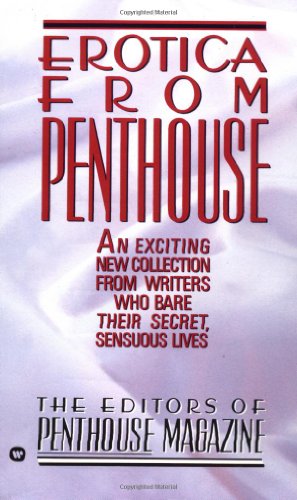 EROTICA
FROM
PENTHOUSE
AN EXCITING
NEW COLLECTION
FROM WRITERS
WHO BARE
THEIR SECRET,
SENSUOUS LIVES
THE EDITORS OF
PENTHOUSE MAGAZINE